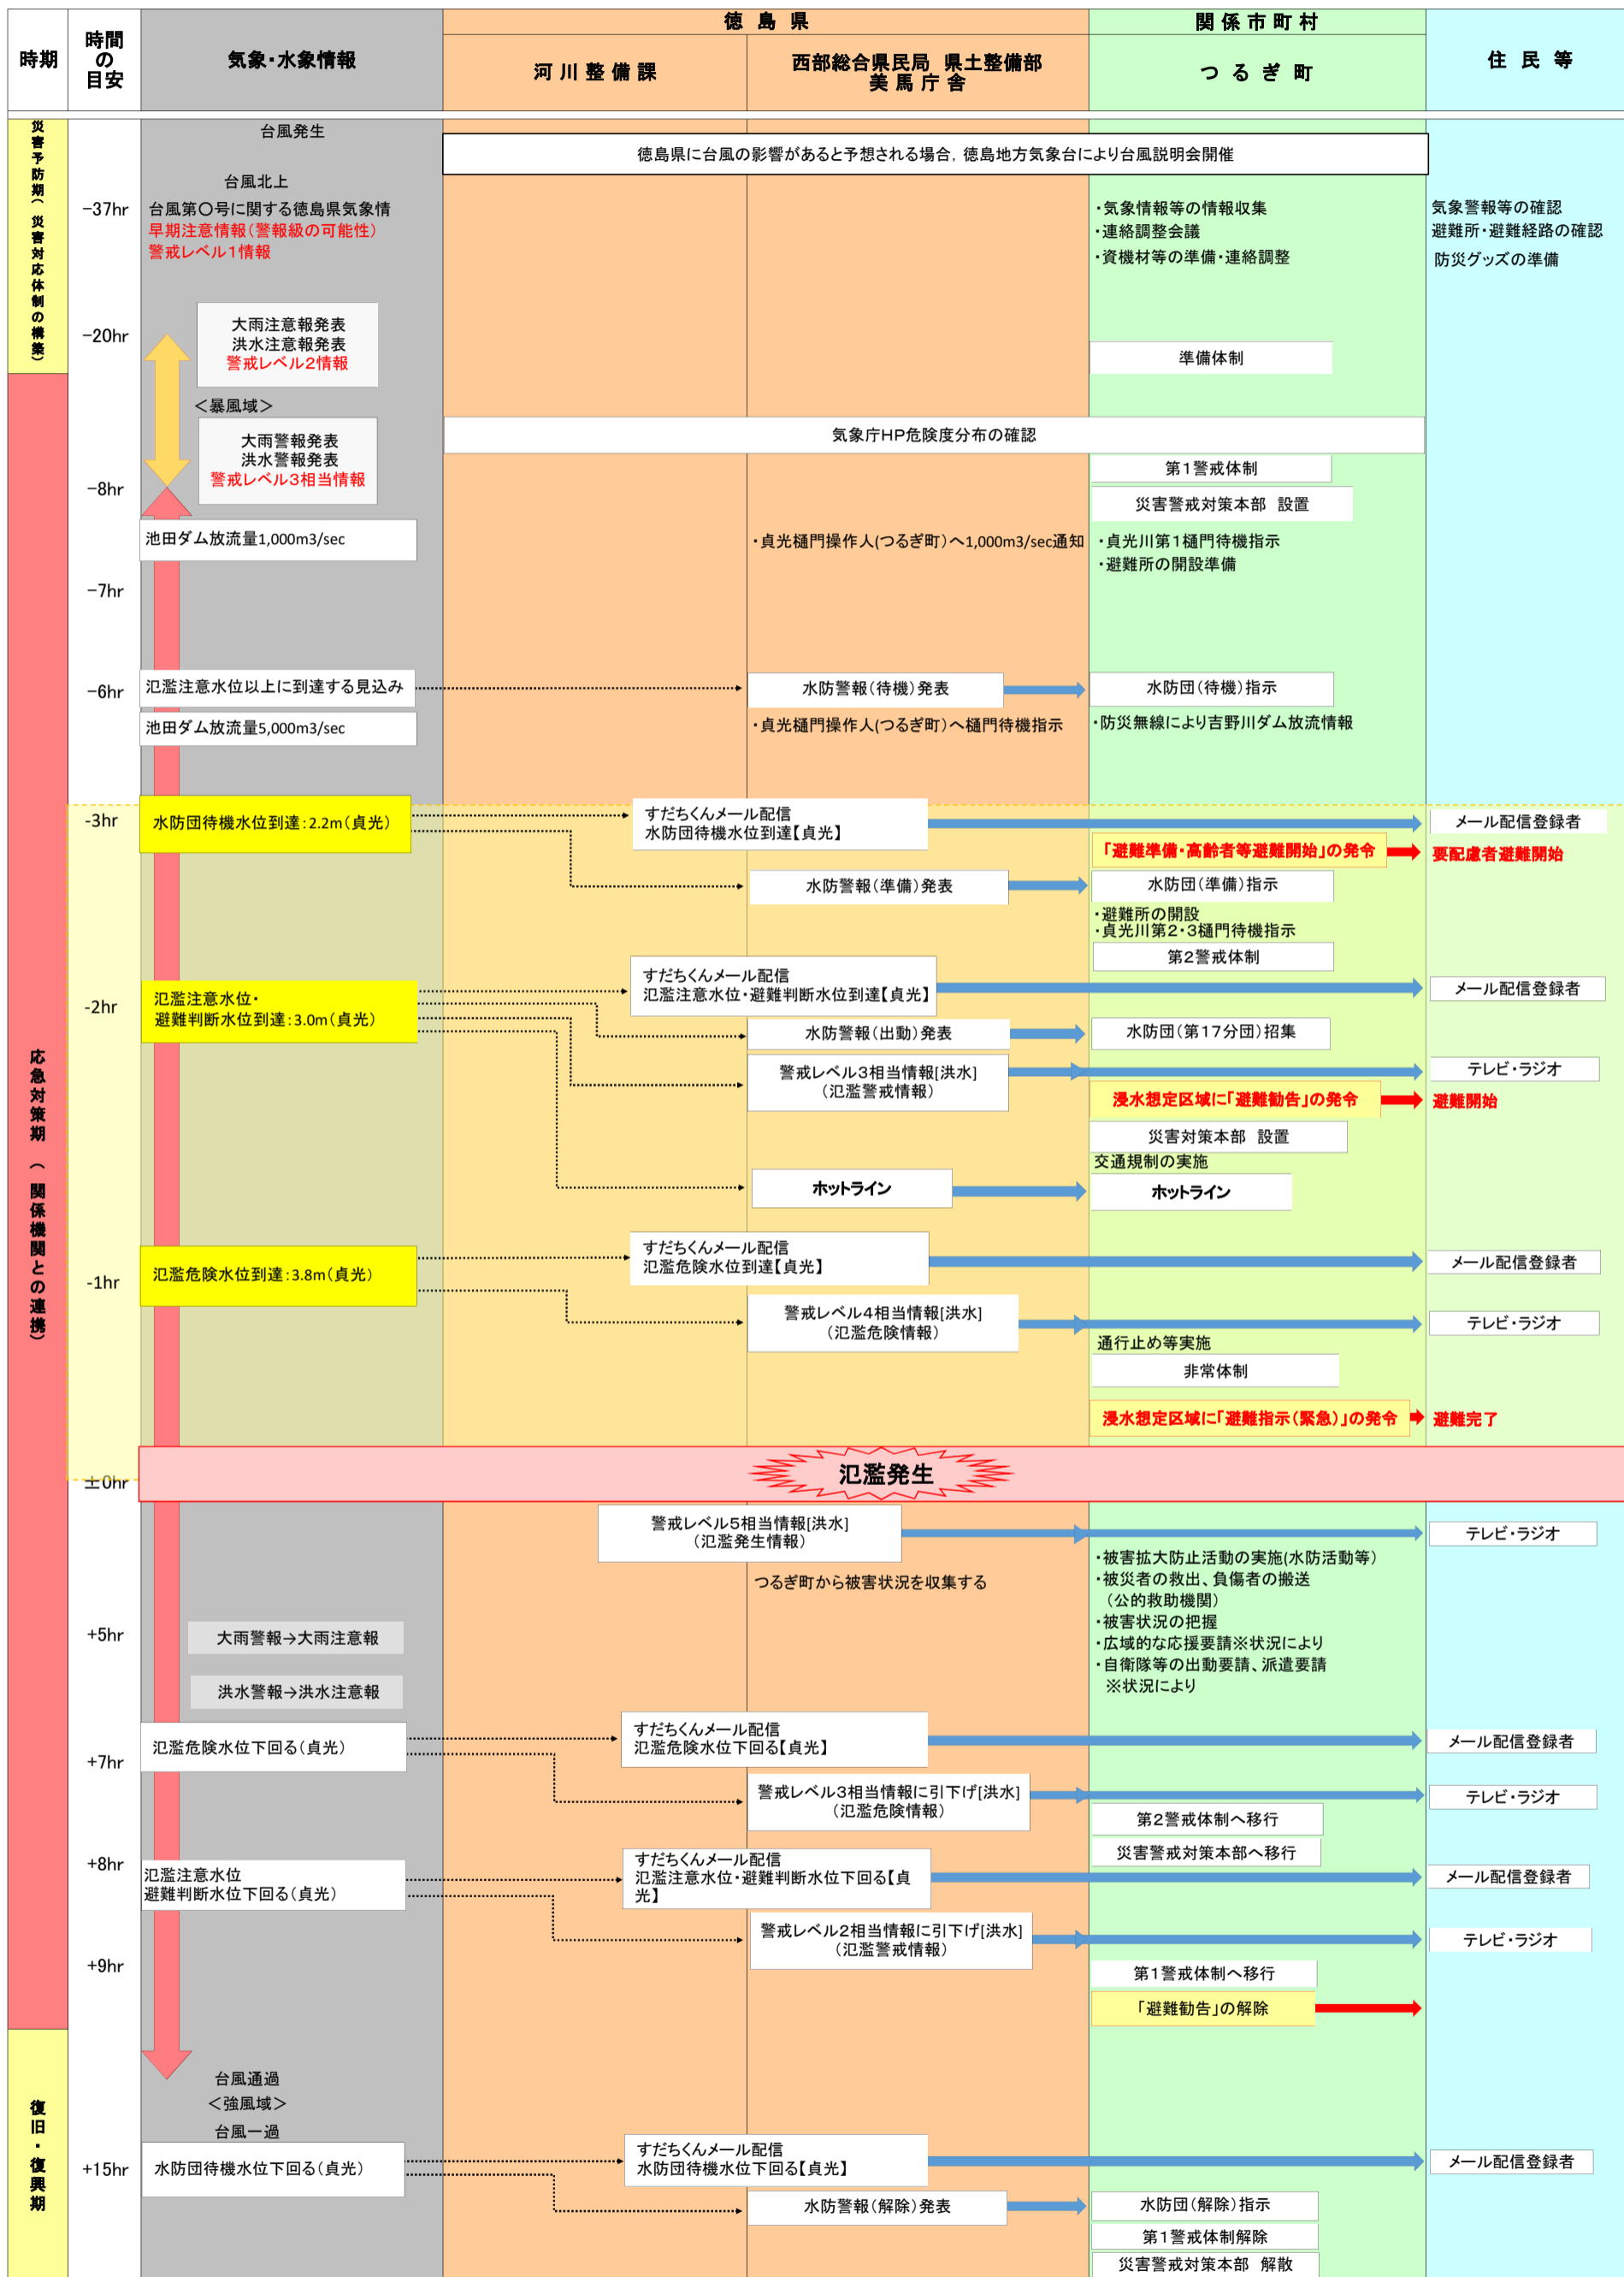 時期
時間
の
目安
気象・水象情報
徳島県
河川整備課
西部総合県民局　県土整備部
美馬庁舎
関係市町村
つるぎ町
住民等
災害予防期（災害対応体制の構築）
台風発生
徳島県に台風の影響があると予想される場合，徳島地方気象台により台風説明会開催
台風北上
−37hr
台風第〇号に関する徳島県気象情
早期注意情報（警報級の可能性）
警戒レベル１情報
・気象情報等の情報収集
・連絡調整会議
・資機材等の準備・連絡調整
気象警報等の確認
避難所・避難経路の確認
防災グッズの準備
−20hr
大雨注意報発表
洪水注意報発表
警戒レベル２情報
準備体制
＜暴風域＞
大雨警報発表
洪水警報発表
警戒レベル３相当情報
気象庁ＨＰ危険度分布の確認
第１警戒体制
−8hr
災害警戒対策本部　設置
池田ダム放流量1,000m3/sec
・貞光樋門操作人(つるぎ町）へ1,000m3/sec通知
・貞光川第１樋門待機指示
・避難所の開設準備
−7hr
−6hr
氾濫注意水位以上に到達する見込み
水防警報（待機）発表
水防団（待機）指示
池田ダム放流量5,000m3/sec
・貞光樋門操作人(つるぎ町）へ樋門待機指示
・防災無線により吉野川ダム放流情報
応急対策期（関係機関との連携）
-3hr
水防団待機水位到達：2.2m（貞光）
すだちくんメール配信
水防団待機水位到達【貞光】
メール配信登録者
「避難準備・高齢者等避難開始」の発令
要配慮者避難開始
水防警報（準備）発表
水防団（準備）指示
・避難所の開設
・貞光川第２・３樋門待機指示
第２警戒体制
-2hr
氾濫注意水位・
避難判断水位到達：3.0m（貞光）
すだちくんメール配信
氾濫注意水位・避難判断水位到達【貞光】
メール配信登録者
水防警報（出動）発表
水防団（第１７分団）招集
警戒レベル３相当情報[洪水]
（氾濫警戒情報）
テレビ・ラジオ
浸水想定区域に「避難勧告」の発令
避難開始
災害対策本部　設置
交通規制の実施
ホットライン
ホットライン
-1hr
氾濫危険水位到達：3.8m（貞光）
すだちくんメール配信
氾濫危険水位到達【貞光】
メール配信登録者
警戒レベル４相当情報[洪水]
（氾濫危険情報）
テレビ・ラジオ
通行止め等実施
非常体制
浸水想定区域に「避難指示（緊急）」の発令
避難完了
±0hr
氾濫発生
警戒レベル５相当情報[洪水]
（氾濫発生情報）
テレビ・ラジオ
つるぎ町から被害状況を収集する
・被害拡大防止活動の実施(水防活動等）
・被災者の救出、負傷者の搬送
（公的救助機関）
・被害状況の把握
・広域的な応援要請※状況により
・自衛隊等の出動要請、派遣要請
※状況により
+5hr
大雨警報→大雨注意報
洪水警報→洪水注意報
+7hr
氾濫危険水位下回る（貞光）
すだちくんメール配信
氾濫危険水位下回る【貞光】
メール配信登録者
警戒レベル３相当情報に引下げ[洪水]
（氾濫危険情報）
テレビ・ラジオ
第２警戒体制へ移行
災害警戒対策本部へ移行
+8hr
氾濫注意水位
避難判断水位下回る（貞光）
すだちくんメール配信
氾濫注意水位・避難判断水位下回る【貞
光】
メール配信登録者
警戒レベル２相当情報に引下げ[洪水]
（氾濫警戒情報）
テレビ・ラジオ
+9hr
第１警戒体制へ移行
「避難勧告」の解除
復旧・復興期
台風通過
＜強風域＞
台風一過
+15hr
水防団待機水位下回る（貞光）
すだちくんメール配信
水防団待機水位下回る【貞光】
メール配信登録者
水防警報（解除）発表
水防団（解除）指示
第１警戒体制解除
災害警戒対策本部　解散